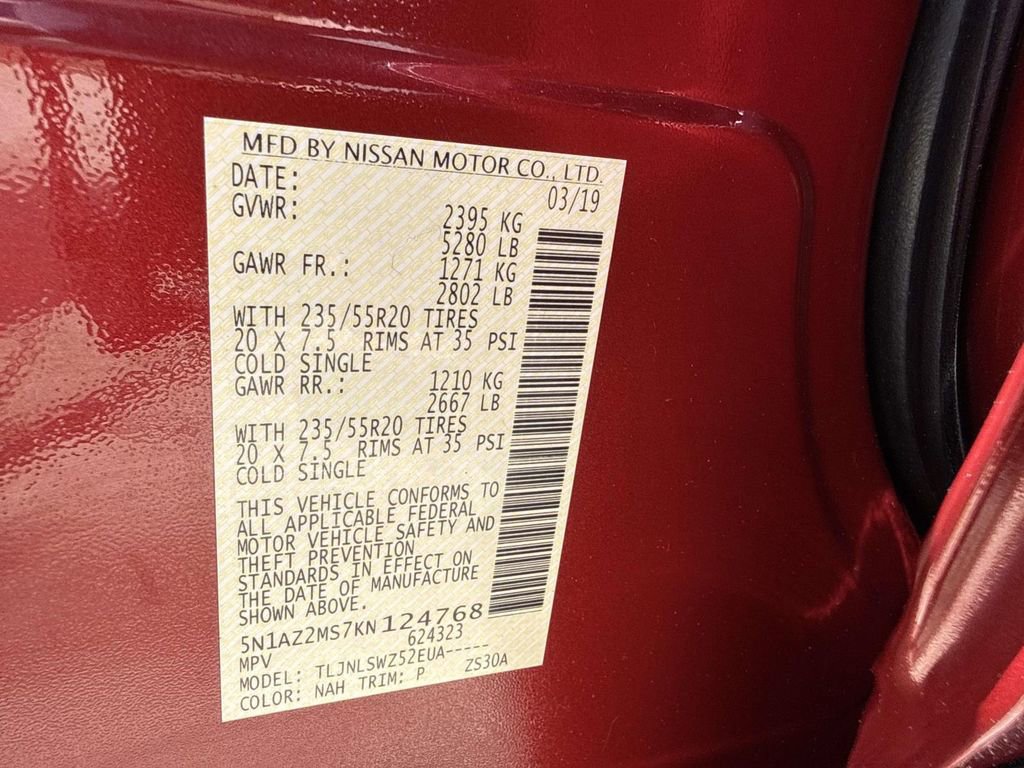 MFD BY NISSAN MOTOR CO., LTD.
DATE: 03/19
GVWR: 2395 KG
5280 LB
GAWR FR.: 1271 KG
2802 LB
WITH 235/55R20 TIRES
20 X 7.5 RIMS AT 35 PSI
COLD SINGLE
GAWR RR.: 1210 KG
2667 LB
WITH 235/55R20 TIRES
20 X 7.5 RIMS AT 35 PSI
COLD SINGLE
THIS VEHICLE CONFORMS TO
ALL APPLICABLE FEDERAL
MOTOR VEHICLE SAFETY AND
THEFT PREVENTION
STANDARDS IN EFFECT ON
THE DATE OF MANUFACTURE
SHOWN ABOVE.
5N1AZ2MS7KN124768
MPV 624323
MODEL: TLJNLSWZ52EUA-----
COLOR: NAH TRIM: P ZS30A